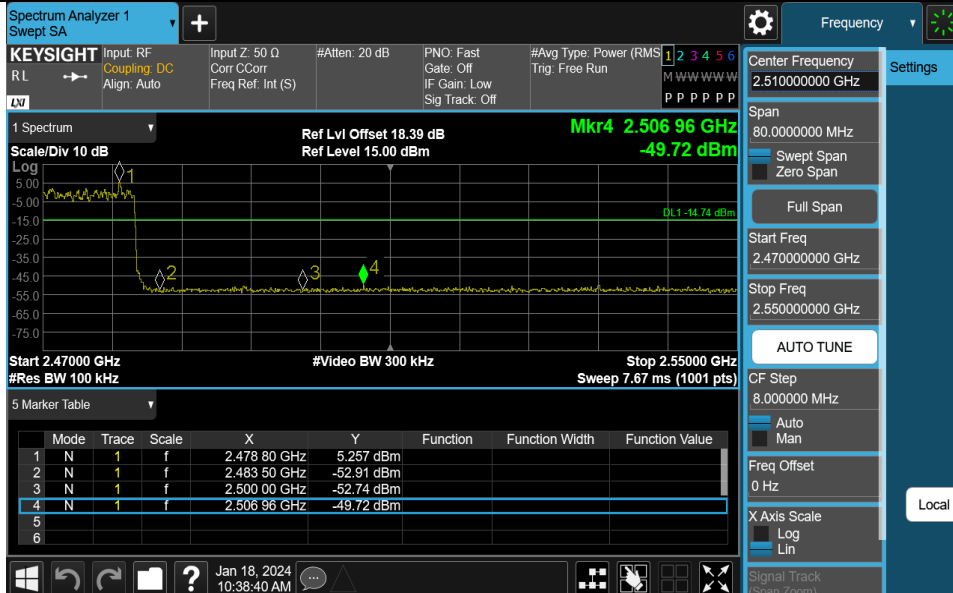 Spectrum Analyzer 1
Swept SA
+
Frequency
KEYSIGHT
RL
LXI
Input: RF
Coupling: DC
Align: Auto
Input Z: 50 Ω
Corr CCorr
Freq Ref: Int (S)
#Atten: 20 dB
PNO: Fast
Gate: Off
IF Gain: Low
Sig Track: Off
#Avg Type: Power (RMS
Trig: Free Run
1 2 3 4 5 6
M W W W W W
P P P P P P
1 Spectrum
Scale/Div 10 dB
Ref Lvl Offset 18.39 dB
Ref Level 15.00 dBm
Mkr4 2.506 96 GHz
-49.72 dBm
Log
5.00
-5.00
-15.0
-25.0
-35.0
-45.0
-55.0
-65.0
-75.0
1
2
3
4
DL1 -14.74 dBm
Start 2.47000 GHz
#Video BW 300 kHz
Stop 2.55000 GHz
#Res BW 100 kHz
Sweep 7.67 ms (1001 pts)
5 Marker Table
Mode Trace Scale X Y Function Function Width Function Value
1 N 1 f 2.478 80 GHz 5.257 dBm
2 N 1 f 2.483 50 GHz -52.91 dBm
3 N 1 f 2.500 00 GHz -52.74 dBm
4 N 1 f 2.506 96 GHz -49.72 dBm
5
6
?
Jan 18, 2024
10:38:40 AM
Center Frequency
2.510000000 GHz
Span
80.0000000 MHz
Swept Span
Zero Span
Full Span
Start Freq
2.470000000 GHz
Stop Freq
2.550000000 GHz
AUTO TUNE
CF Step
8.000000 MHz
Auto
Man
Freq Offset
0 Hz
X Axis Scale
Log
Lin
Signal Track
(Span Zoom)
Settings
Local